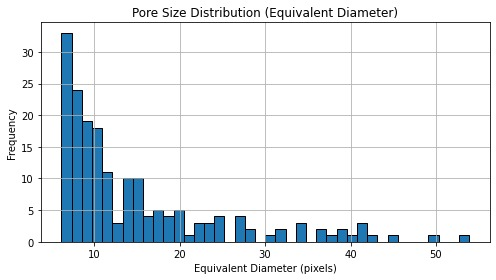 Pore Size Distribution (Equivalent Diameter)
Frequency
30
25
20
15
10
5
0
10 20 30 40 50
Equivalent Diameter (pixels)